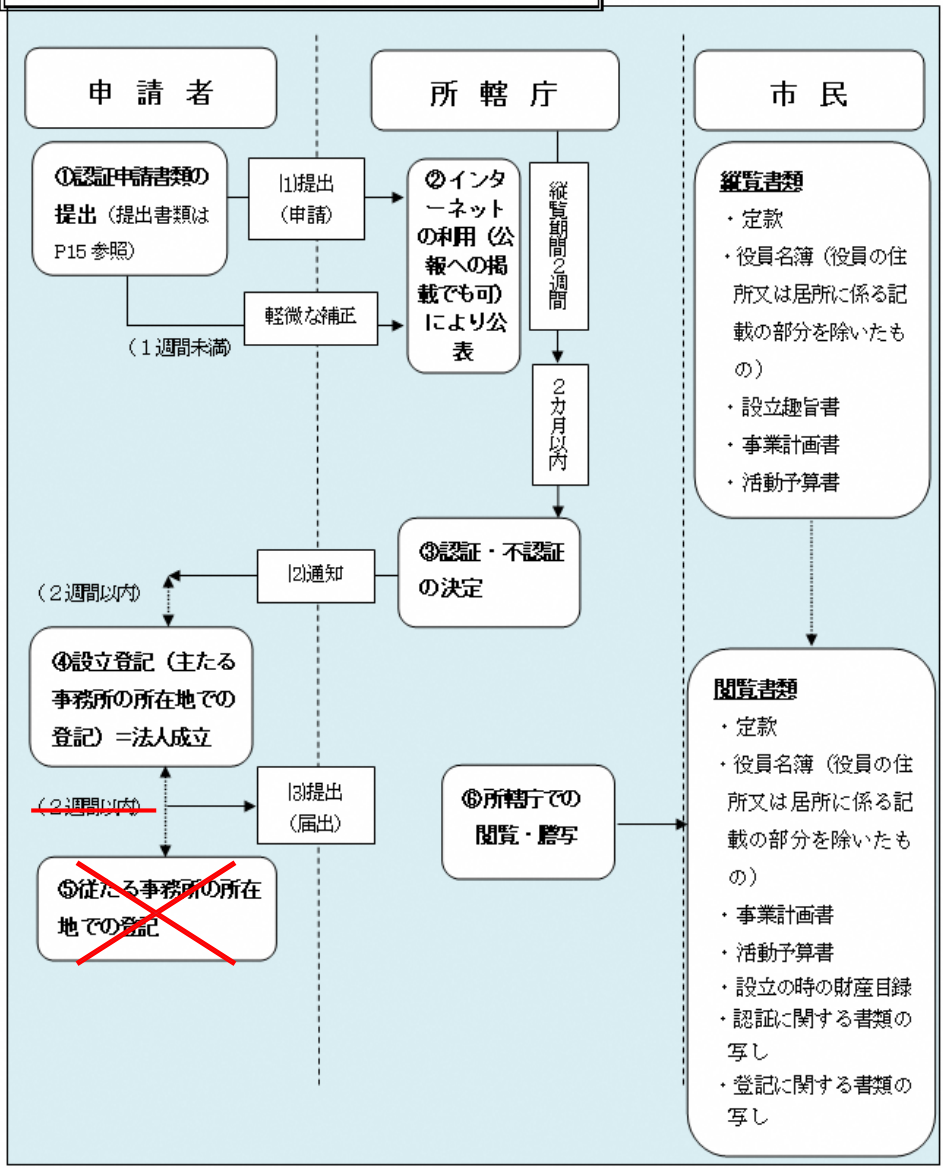 申請者
所轄庁
市民
①認証申請書類の
提出（提出書類は
P15参照）
(1)提出
（申請）
軽微な補正
（１週間未満）
②インタ
ーネット
の利用（公
報への掲
載でも可）
により公
表
縦覧期間２週間
２カ月以内
縦覧書類
・定款
・役員名簿（役員の住
所又は居所に係る記
載の部分を除いたも
の）
・設立趣旨書
・事業計画書
・活動予算書
③認証・不認証
の決定
(2)通知
（２週間以内）
④設立登記（主たる
事務所の所在地での
登記）＝法人成立
(3)提出
（届出）
（２週間以内）
⑤従たる事務所の所在
地での登記
⑥所轄庁での
閲覧・謄写
閲覧書類
・定款
・役員名簿（役員の住
所又は居所に係る記
載の部分を除いたも
の）
・事業計画書
・活動予算書
・設立の時の財産目録
・認証に関する書類の
写し
・登記に関する書類の
写し